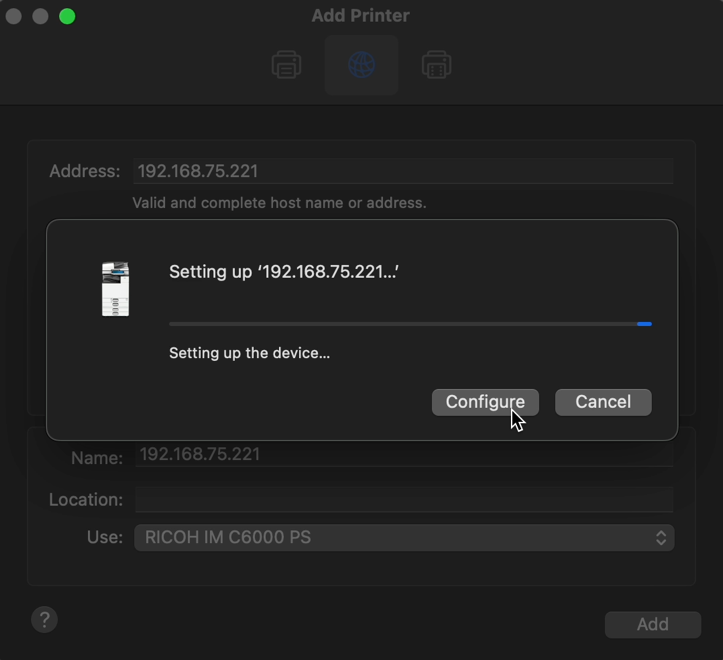 Add Printer
Address: 192.168.75.221
Valid and complete host name or address.
Setting up ‘192.168.75.221...’
Setting up the device...
Configure Cancel
Name: 192.168.75.221
Location:
Use: RICOH IM C6000 PS
? Add